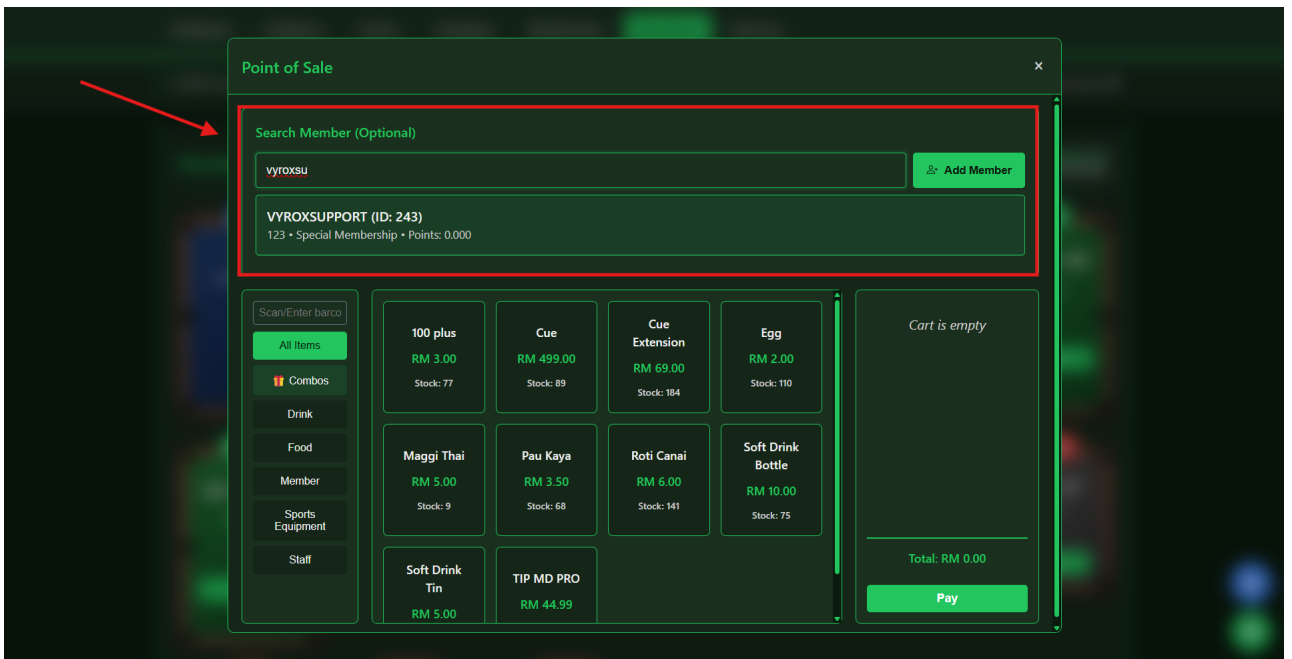 Point of Sale
×
Search Member (Optional)
vyroxsu
Add Member
VYROXSUPPORT (ID: 243)
123 • Special Membership • Points: 0.000
Scan/Enter barco
All Items
Combos
Drink
Food
Member
Sports
Equipment
Staff
100 plus
RM 3.00
Stock: 77
Cue
RM 499.00
Stock: 89
Cue
Extension
RM 69.00
Stock: 184
Egg
RM 2.00
Stock: 110
Maggi Thai
RM 5.00
Stock: 9
Pau Kaya
RM 3.50
Stock: 68
Roti Canai
RM 6.00
Stock: 141
Soft Drink
Bottle
RM 10.00
Stock: 75
Soft Drink
Tin
RM 5.00
TIP MD PRO
RM 44.99
Cart is empty
Total: RM 0.00
Pay